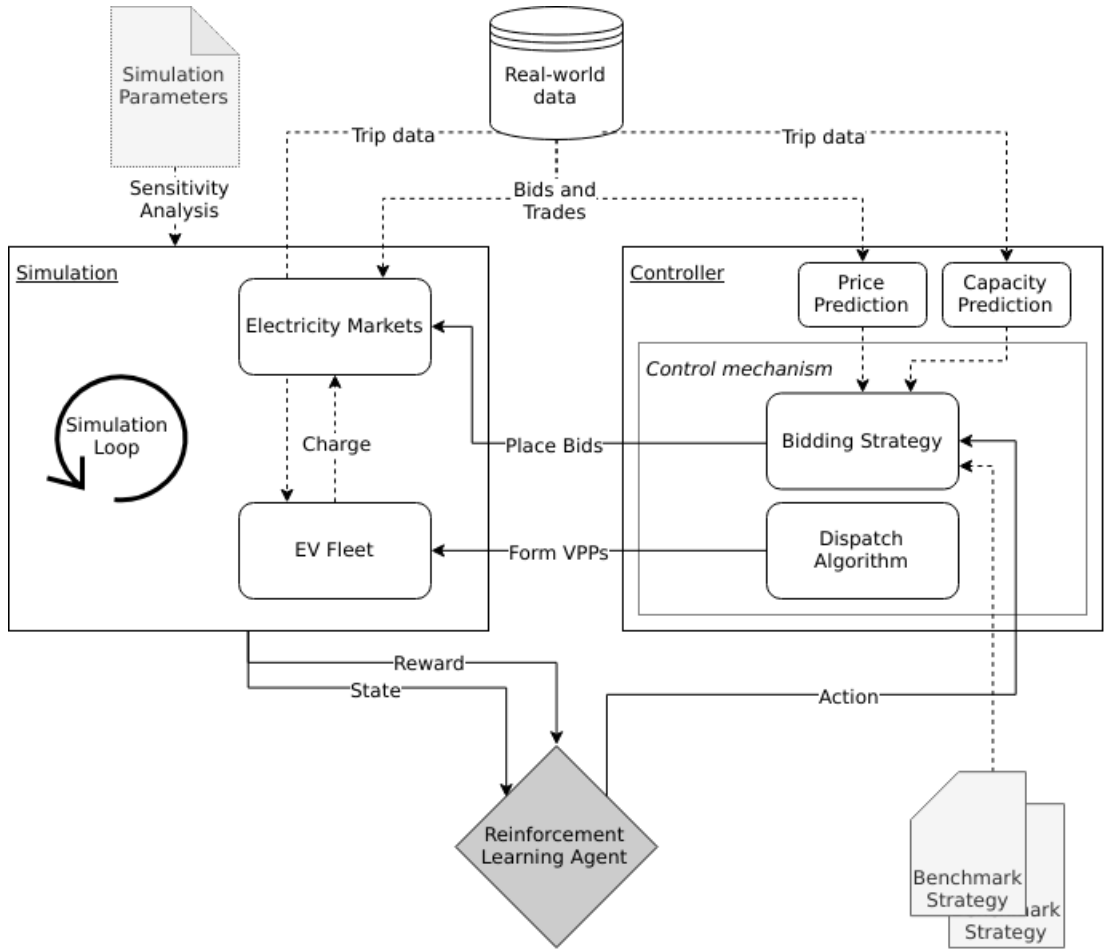 Simulation
Parameters
Real-world
data
Trip data
Trip data
Sensitivity
Analysis
Bids and
Trades
Simulation
Electricity Markets
Simulation
Loop
Charge
EV Fleet
Controller
Price
Prediction
Capacity
Prediction
Control mechanism
Bidding Strategy
Place Bids
Dispatch
Algorithm
Form VPPs
Reward
State
Action
Reinforcement
Learning Agent
Benchmark
Strategy
Strategy